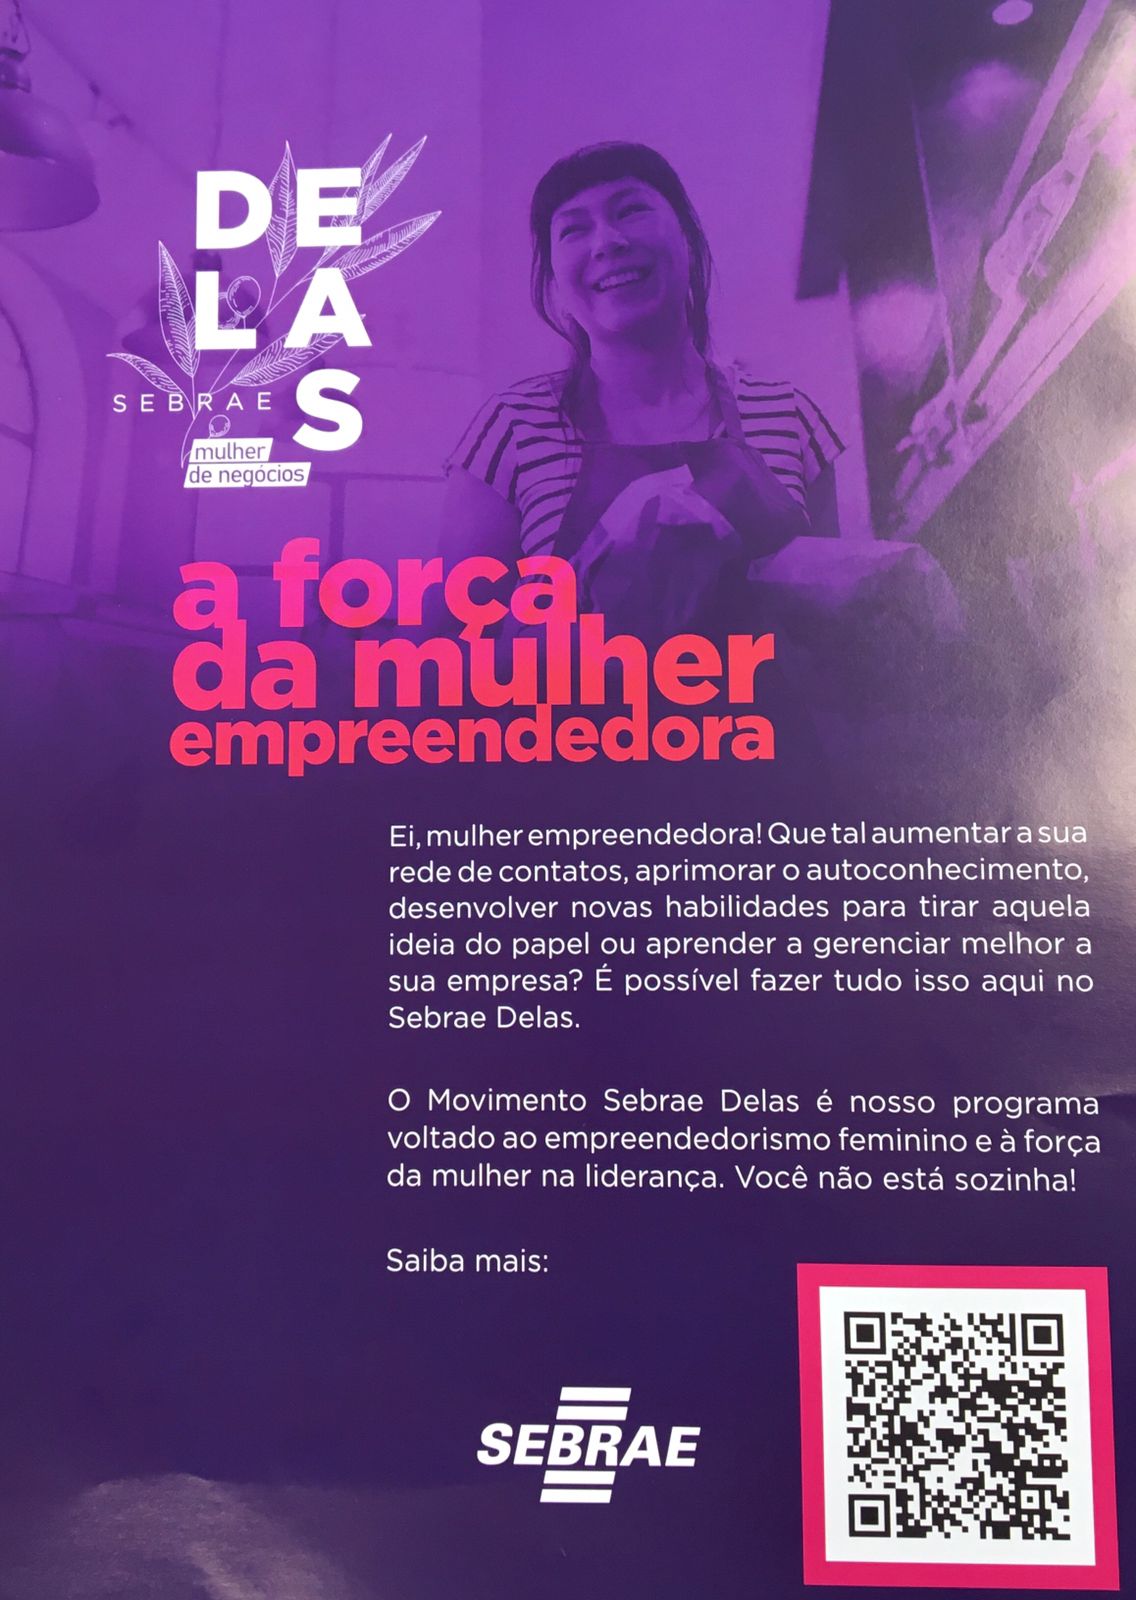 DE
LAS
SEBRAE
mulher
de negócios
a força
da mulher
empreendedora
Ei, mulher empreendedora! Que tal aumentar a sua
rede de contatos, aprimorar o autoconhecimento,
desenvolver novas habilidades para tirar aquela
ideia do papel ou aprender a gerenciar melhor a
sua empresa? É possível fazer tudo isso aqui no
Sebrae Delas.
O Movimento Sebrae Delas é nosso programa
voltado ao empreendedorismo feminino e à força
da mulher na liderança. Você não está sozinha!
Saiba mais:
SEBRAE